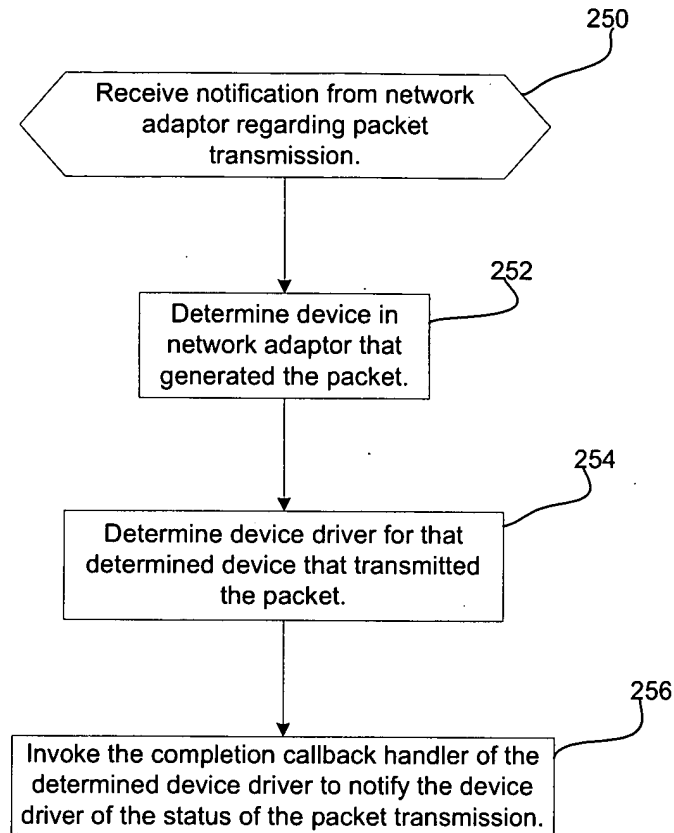 250
Receive notification from network
adaptor regarding packet
transmission.
252
Determine device in
network adaptor that
generated the packet.
254
Determine device driver for that
determined device that transmitted
the packet.
256
Invoke the completion callback handler of the
determined device driver to notify the device
driver of the status of the packet transmission.